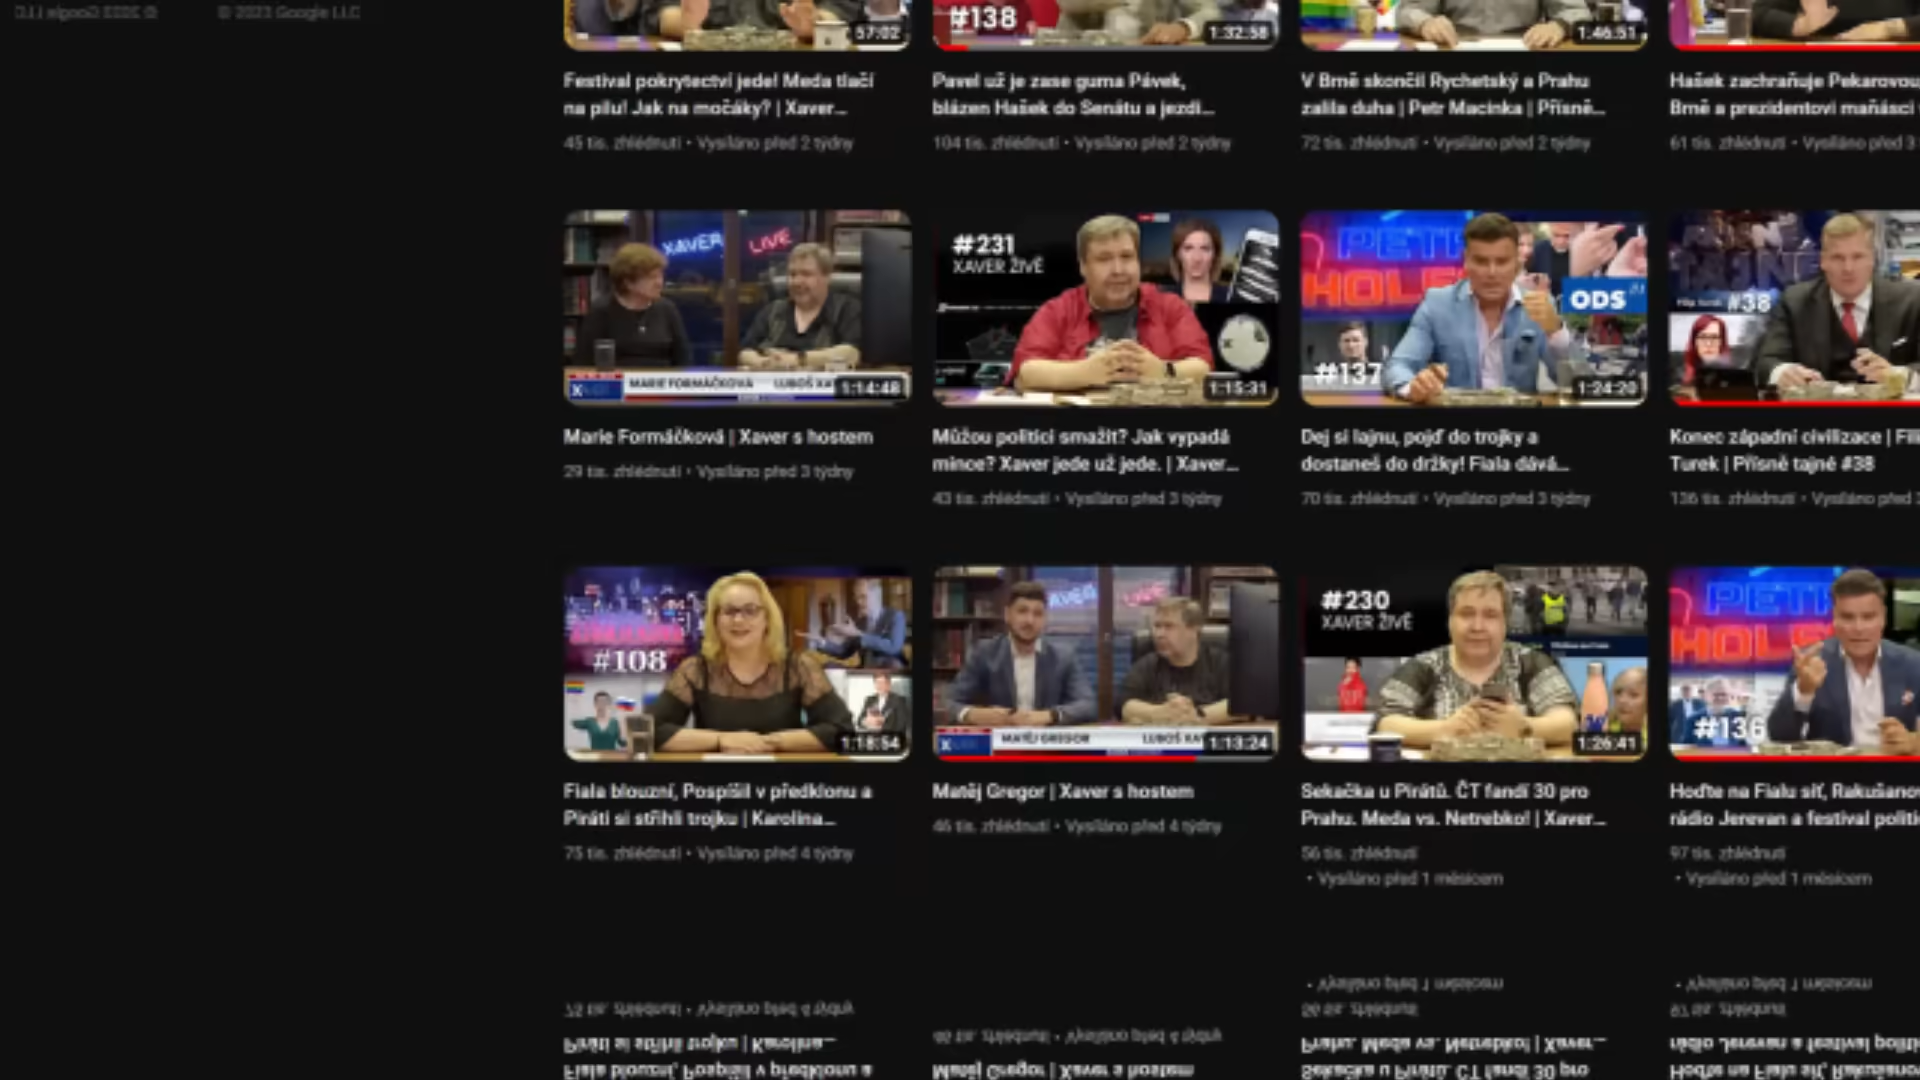 © 2023 Google LLC
57:02
#138
1:32:58
1:46:51
Festival pokrytectví jede! Meda tlačí
na pilu! Jak na močáky? | Xaver...
45 tis. zhlédnutí • Vysíláno před 2 týdny
Pavel už je zase guma Pávek,
blázen Hašek do Senátu a jezdí...
104 tis. zhlédnutí • Vysíláno před 2 týdny
V Brně skončil Rychetský a Prahu
zalila duha | Petr Macinka | Přísně...
72 tis. zhlédnutí • Vysíláno před 2 týdny
Hašek zachraňuje Pekarovou
Brně a prezidentovi maňásci
61 tis. zhlédnutí • Vysíláno před 3
XAVER LIVE
MARIE FORMÁČKOVÁ
LUBOŠ XA
1:14:48
#231
XAVER ŽIVĚ
1:15:31
PETR
HOLE
ODS
#137
1:24:20
#38
Marie Formáčková | Xaver s hostem
29 tis. zhlédnutí • Vysíláno před 3 týdny
Můžou politici smažit? Jak vypadá
mince? Xaver jede už jede. | Xaver...
43 tis. zhlédnutí • Vysíláno před 3 týdny
Dej si lajnu, pojď do trojky a
dostaneš do držky! Fiala dává...
70 tis. zhlédnutí • Vysíláno před 3 týdny
Konec západní civilizace | Fili
Turek | Přísně tajné #38
136 tis. zhlédnutí • Vysíláno před 3
#108
1:18:54
MATĚJ GREGOR
LUBOŠ XA
1:13:24
#230
XAVER ŽIVĚ
1:26:41
PETR
HOLE
#136
Fiala blouzní, Pospíšil v předklonu a
Piráti si střihli trojku | Karolina...
75 tis. zhlédnutí • Vysíláno před 4 týdny
Matěj Gregor | Xaver s hostem
46 tis. zhlédnutí • Vysíláno před 4 týdny
Sekačka u Pirátů. ČT fandí 30 pro
Prahu. Meda vs. Netrebko! | Xaver...
56 tis. zhlédnutí
• Vysíláno před 1 měsícem
Hoďte na Fialu síť, Rakušanov
rádio Jerevan a festival politi
97 tis. zhlédnutí
• Vysíláno před 1 měsícem